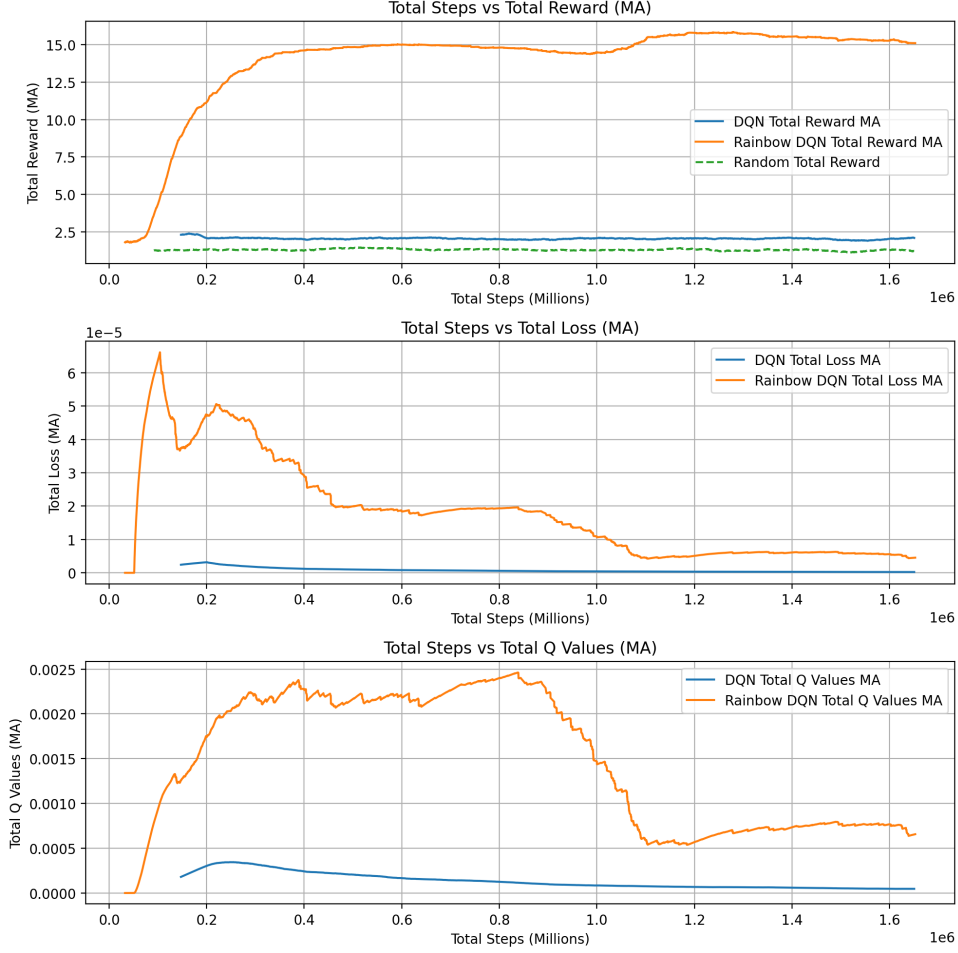 Total Steps vs Total Reward (MA)
Total Reward (MA)
15.0
12.5
10.0
7.5
5.0
2.5
DQN Total Reward MA
Rainbow DQN Total Reward MA
Random Total Reward
0.0 0.2 0.4 0.6 0.8 1.0 1.2 1.4 1.6
Total Steps (Millions)
1e6
Total Steps vs Total Loss (MA)
1e−5
Total Loss (MA)
6
5
4
3
2
1
0
DQN Total Loss MA
Rainbow DQN Total Loss MA
0.0 0.2 0.4 0.6 0.8 1.0 1.2 1.4 1.6
Total Steps (Millions)
1e6
Total Steps vs Total Q Values (MA)
Total Q Values (MA)
0.0025
0.0020
0.0015
0.0010
0.0005
0.0000
DQN Total Q Values MA
Rainbow DQN Total Q Values MA
0.0 0.2 0.4 0.6 0.8 1.0 1.2 1.4 1.6
Total Steps (Millions)
1e6